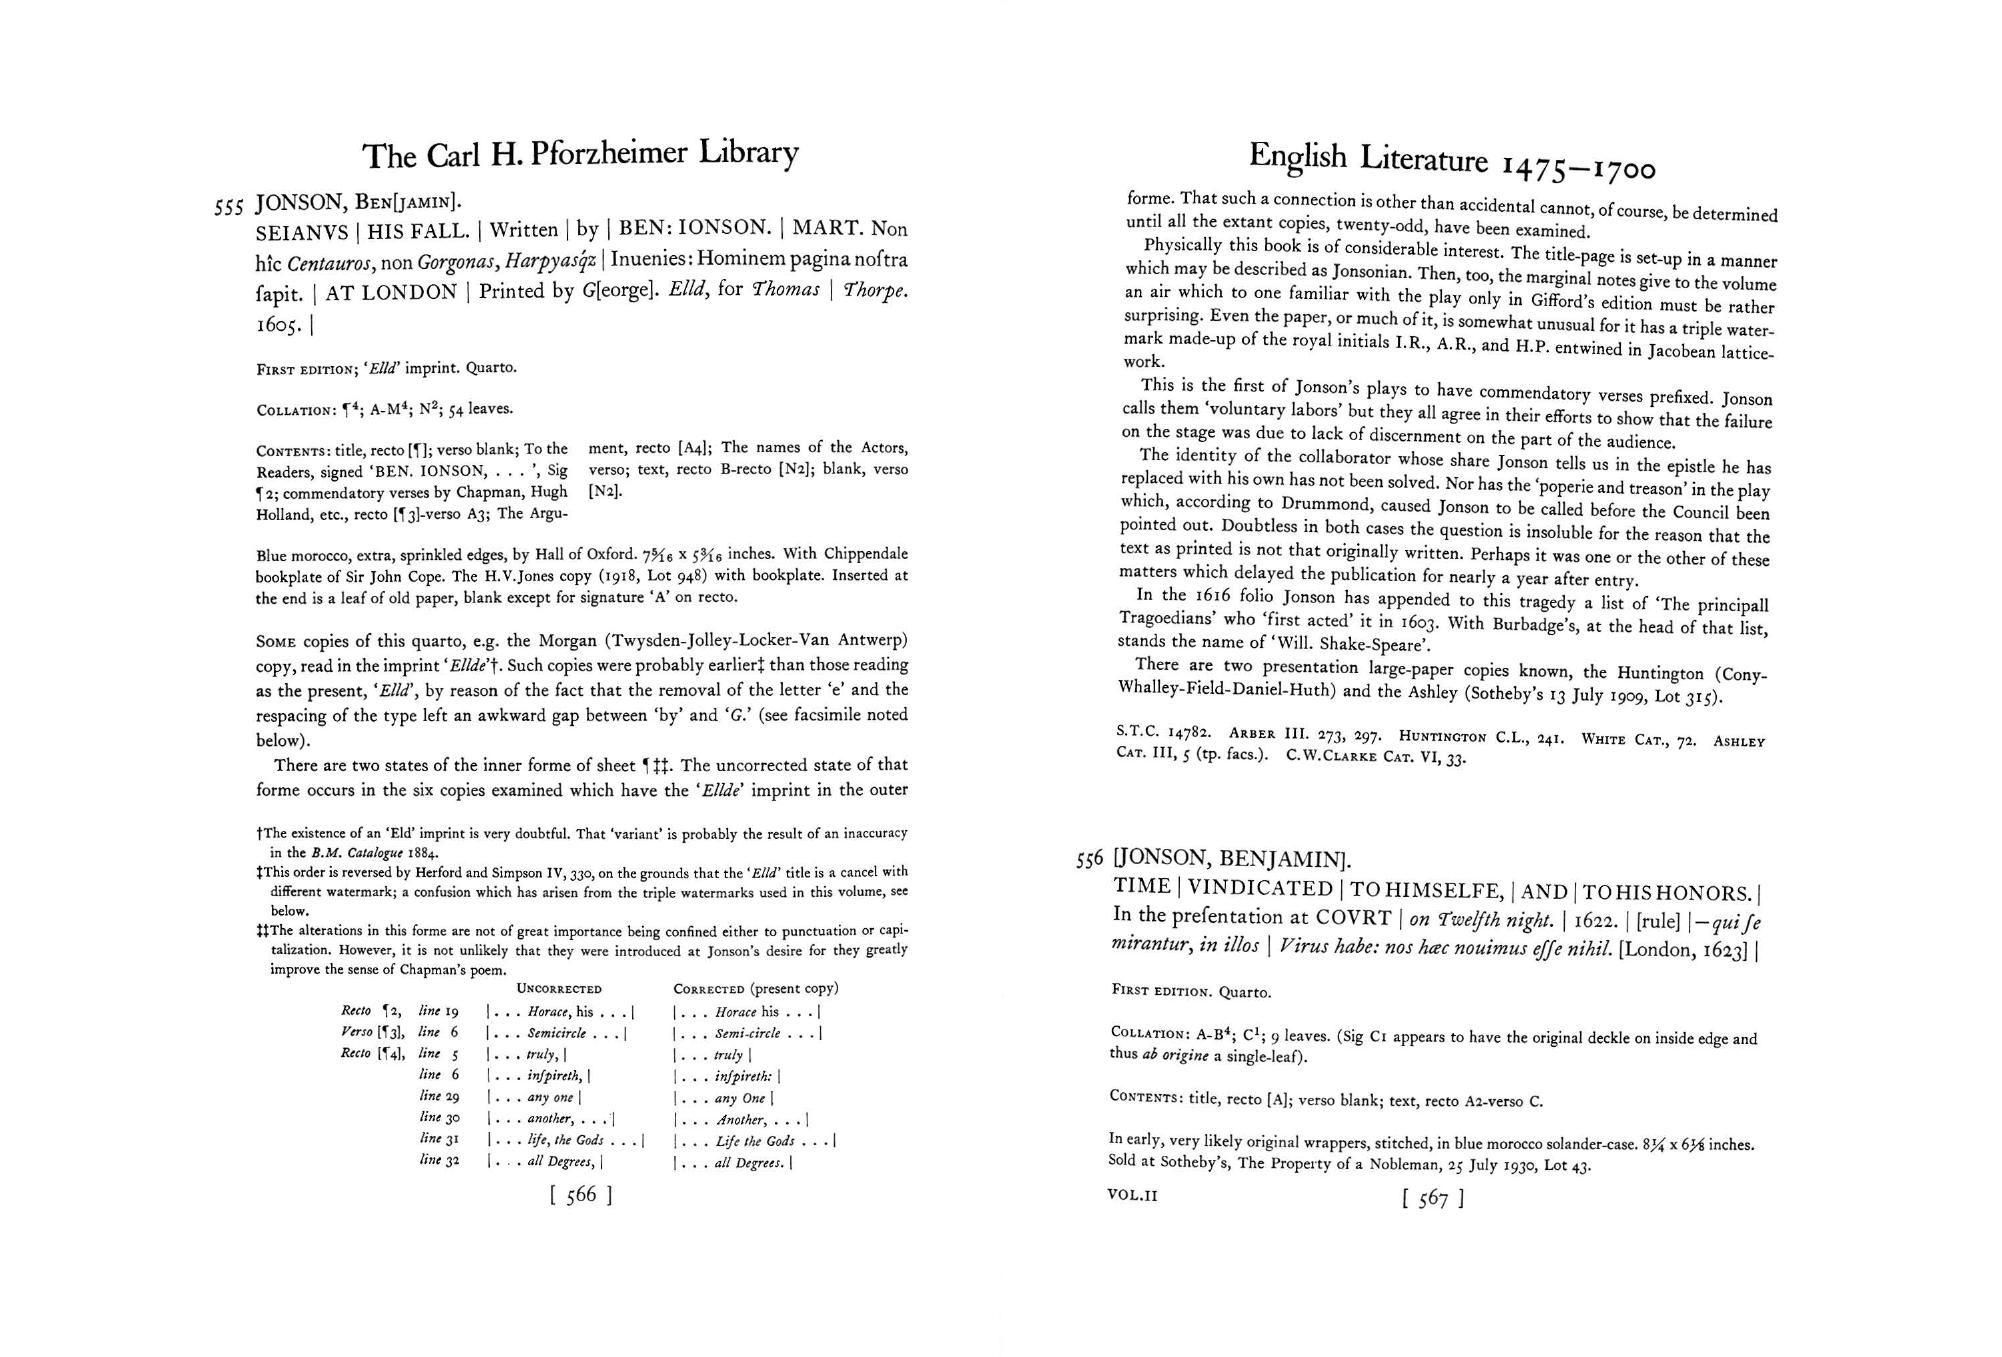 The Carl H. Pforzheimer Library
555 JONSON, BEN[JAMIN].
SEIANVS | HIS FALL. | Written | by | BEN: IONSON. | MART. Non
hîc Centauros, non Gorgonas, Harpyasq́z | Inuenies: Hominem pagina noſtra
ſapit. | AT LONDON | Printed by G[eorge]. Elld, for Thomas | Thorpe.
1605. |
FIRST EDITION; ‘Elld’ imprint. Quarto.
COLLATION: ¶4; A-M4; N2; 54 leaves.
CONTENTS: title, recto [¶]; verso blank; To the
Readers, signed ‘BEN. IONSON, . . . ’, Sig
¶2; commendatory verses by Chapman, Hugh
Holland, etc., recto [¶3]-verso A3; The Argu-
ment, recto [A4]; The names of the Actors,
verso; text, recto B-recto [N2]; blank, verso
[N2].
Blue morocco, extra, sprinkled edges, by Hall of Oxford. 7 5/16 x 5 3/16 inches. With Chippendale
bookplate of Sir John Cope. The H.V.Jones copy (1918, Lot 948) with bookplate. Inserted at
the end is a leaf of old paper, blank except for signature ‘A’ on recto.
SOME copies of this quarto, e.g. the Morgan (Twysden-Jolley-Locker-Van Antwerp)
copy, read in the imprint ‘Ellde’†. Such copies were probably earlier‡ than those reading
as the present, ‘Elld’, by reason of the fact that the removal of the letter ‘e’ and the
respacing of the type left an awkward gap between ‘by’ and ‘G.’ (see facsimile noted
below).
There are two states of the inner forme of sheet ¶‡‡. The uncorrected state of that
forme occurs in the six copies examined which have the ‘Ellde’ imprint in the outer
†The existence of an ‘Eld’ imprint is very doubtful. That ‘variant’ is probably the result of an inaccuracy
in the B.M. Catalogue 1884.
‡This order is reversed by Herford and Simpson IV, 330, on the grounds that the ‘Elld’ title is a cancel with
different watermark; a confusion which has arisen from the triple watermarks used in this volume, see
below.
‡‡The alterations in this forme are not of great importance being confined either to punctuation or capi-
talization. However, it is not unlikely that they were introduced at Jonson's desire for they greatly
improve the sense of Chapman's poem.
UNCORRECTED CORRECTED (present copy)
Recto ¶2, line 19 | . . . Horace, his . . . | | . . . Horace his . . . |
Verso [¶3], line 6 | . . . Semicircle . . . | | . . . Semi-circle . . . |
Recto [¶4], line 5 | . . . truly, | | . . . truly |
line 6 | . . . inſpireth, | | . . . inſpireth: |
line 29 | . . . any one | | . . . any One |
line 30 | . . . another, . . . | | . . . Another, . . . |
line 31 | . . . life, the Gods . . . | | . . . Life the Gods . . . |
line 32 | . . . all Degrees, | | . . . all Degrees. |
[ 566 ]
English Literature 1475–1700
forme. That such a connection is other than accidental cannot, of course, be determined
until all the extant copies, twenty-odd, have been examined.
Physically this book is of considerable interest. The title-page is set-up in a manner
which may be described as Jonsonian. Then, too, the marginal notes give to the volume
an air which to one familiar with the play only in Gifford's edition must be rather
surprising. Even the paper, or much of it, is somewhat unusual for it has a triple water-
mark made-up of the royal initials I.R., A.R., and H.P. entwined in Jacobean lattice-
work.
This is the first of Jonson's plays to have commendatory verses prefixed. Jonson
calls them ‘voluntary labors’ but they all agree in their efforts to show that the failure
on the stage was due to lack of discernment on the part of the audience.
The identity of the collaborator whose share Jonson tells us in the epistle he has
replaced with his own has not been solved. Nor has the ‘poperie and treason’ in the play
which, according to Drummond, caused Jonson to be called before the Council been
pointed out. Doubtless in both cases the question is insoluble for the reason that the
text as printed is not that originally written. Perhaps it was one or the other of these
matters which delayed the publication for nearly a year after entry.
In the 1616 folio Jonson has appended to this tragedy a list of ‘The principall
Tragoedians’ who ‘first acted’ it in 1603. With Burbadge's, at the head of that list,
stands the name of ‘Will. Shake-Speare’.
There are two presentation large-paper copies known, the Huntington (Cony-
Whalley-Field-Daniel-Huth) and the Ashley (Sotheby's 13 July 1909, Lot 315).
S.T.C. 14782. ARBER III. 273, 297. HUNTINGTON C.L., 241. WHITE CAT., 72. ASHLEY
CAT. III, 5 (tp. facs.). C.W.CLARKE CAT. VI, 33.
556 [JONSON, BENJAMIN].
TIME | VINDICATED | TO HIMSELFE, | AND | TO HIS HONORS. |
In the preſentation at COVRT | on Twelfth night. | 1622. | [rule] |—qui ſe
mirantur, in illos | Virus habe: nos hæc nouimus eſſe nihil. [London, 1623] |
FIRST EDITION. Quarto.
COLLATION: A-B4; C1; 9 leaves. (Sig C1 appears to have the original deckle on inside edge and
thus ab origine a single-leaf).
CONTENTS: title, recto [A]; verso blank; text, recto A2-verso C.
In early, very likely original wrappers, stitched, in blue morocco solander-case. 8 1/4 x 6 1/8 inches.
Sold at Sotheby's, The Property of a Nobleman, 25 July 1930, Lot 43.
VOL.II [ 567 ]